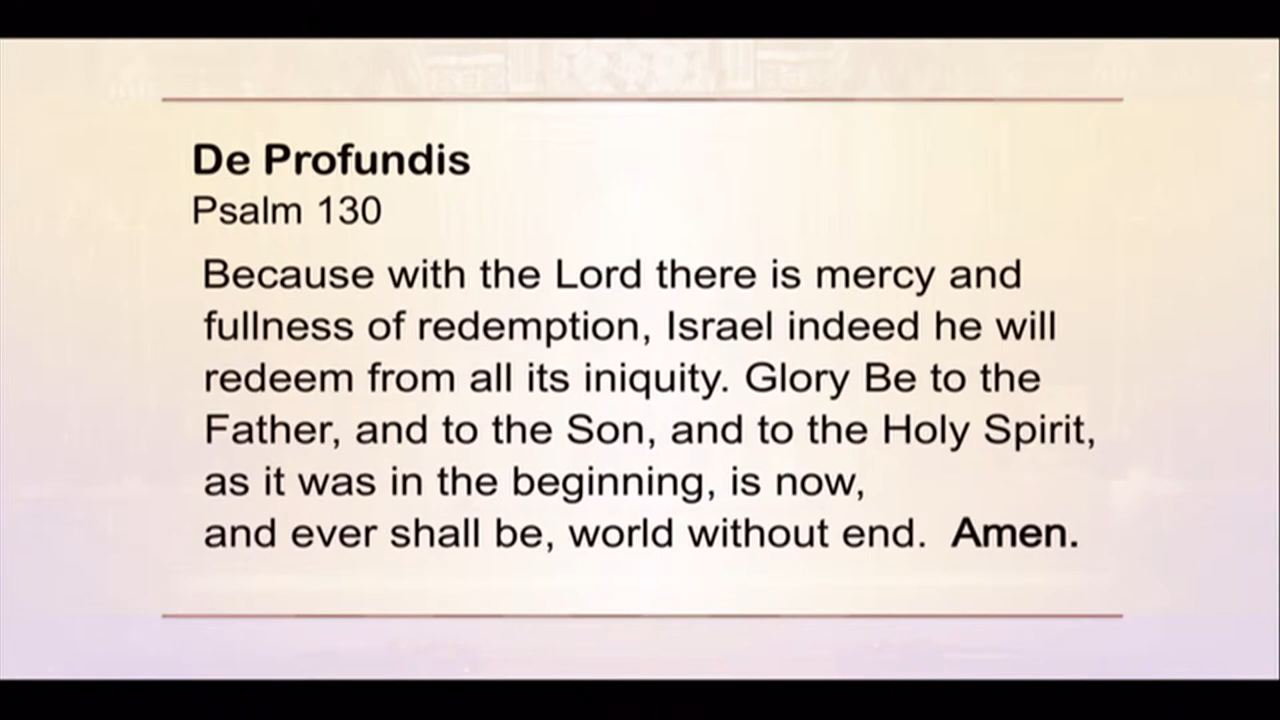 De Profundis
Psalm 130
Because with the Lord there is mercy and
fullness of redemption, Israel indeed he will
redeem from all its iniquity. Glory Be to the
Father, and to the Son, and to the Holy Spirit,
as it was in the beginning, is now,
and ever shall be, world without end. Amen.